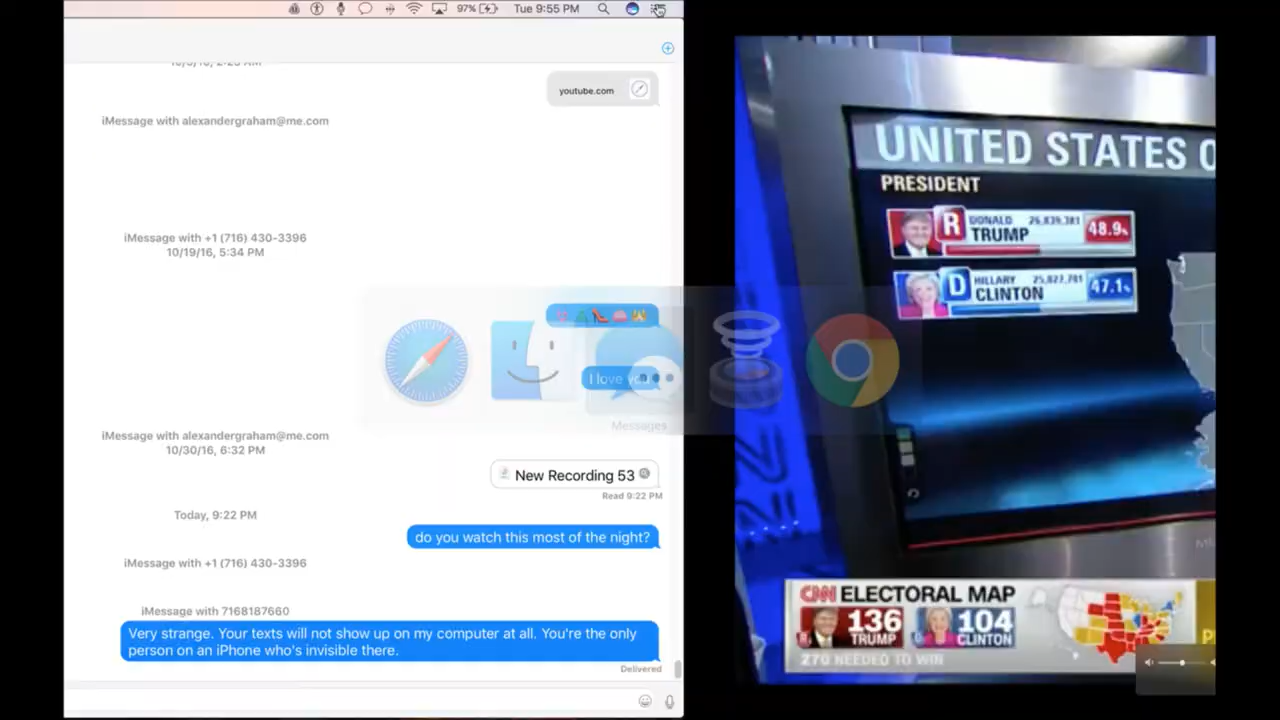 97%
Tue 9:55 PM
youtube.com
iMessage with alexandergraham@me.com
iMessage with +1 (716) 430-3396
10/19/16, 5:34 PM
I love you
Messages
iMessage with alexandergraham@me.com
10/30/16, 6:32 PM
New Recording 53
Read 9:22 PM
Today, 9:22 PM
do you watch this most of the night?
iMessage with +1 (716) 430-3396
iMessage with 7168187660
Very strange. Your texts will not show up on my computer at all. You're the only
person on an iPhone who's invisible there.
Delivered
UNITED STATES
PRESIDENT
R
DONALD
TRUMP
48.9%
D
HILLARY
CLINTON
47.1%
CNN ELECTORAL MAP
136
TRUMP
104
CLINTON
270 NEEDED TO WIN